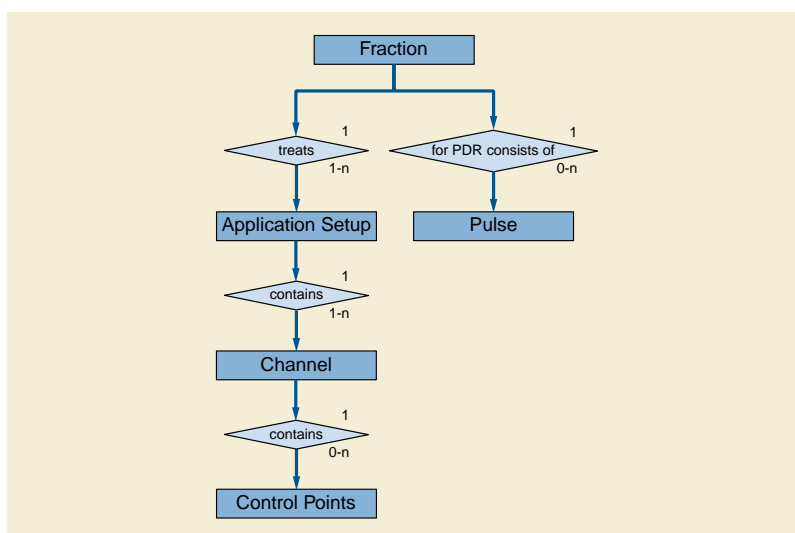 Fraction
1
1
treats
for PDR consists of
1-n
0-n
Application Setup
Pulse
1
contains
1-n
Channel
1
contains
0-n
Control Points